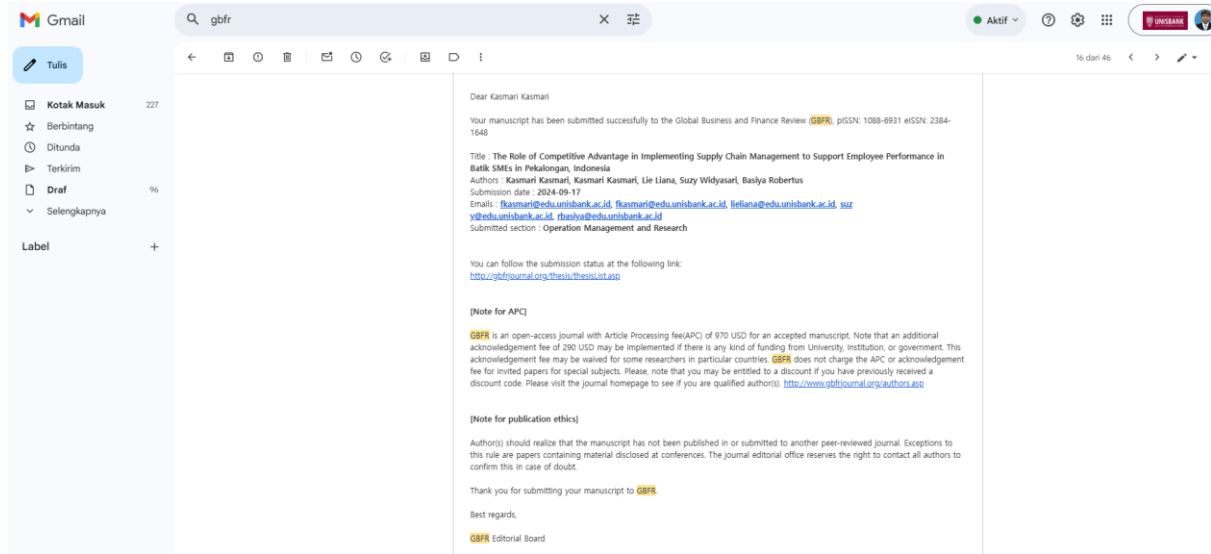 Gmail
gbfr
Aktif
UNISBANK
Tulis
16 dari 46
Kotak Masuk 227
Berbintang
Ditunda
Terkirim
Draf 96
Selengkapnya
Label +
Dear Kasmari Kasmari
Your manuscript has been submitted successfully to the Global Business and Finance Review (GBFR), pISSN: 1088-6931 eISSN: 2384-
1648
Title : The Role of Competitive Advantage in Implementing Supply Chain Management to Support Employee Performance in
Batik SMEs in Pekalongan, Indonesia
Authors : Kasmari Kasmari, Kasmari Kasmari, Lie Liana, Suzy Widyasari, Basiya Robertus
Submission date : 2024-09-17
Emails : fkasmari@edu.unisbank.ac.id, fkasmari@edu.unisbank.ac.id, lieliana@edu.unisbank.ac.id, suz
y@edu.unisbank.ac.id, rbasiya@edu.unisbank.ac.id
Submitted section : Operation Management and Research
You can follow the submission status at the following link:
http://gbfrjournal.org/thesis/thesisList.asp
[Note for APC]
GBFR is an open-access journal with Article Processing fee(APC) of 970 USD for an accepted manuscript. Note that an additional
acknowledgement fee of 290 USD may be implemented if there is any kind of funding from University, Institution, or government. This
acknowledgement fee may be waived for some researchers in particular countries. GBFR does not charge the APC or acknowledgement
fee for invited papers for special subjects. Please, note that you may be entitled to a discount if you have previously received a
discount code. Please visit the journal homepage to see if you are qualified author(s). http://www.gbfrjournal.org/authors.asp
[Note for publication ethics]
Author(s) should realize that the manuscript has not been published in or submitted to another peer-reviewed journal. Exceptions to
this rule are papers containing material disclosed at conferences. The journal editorial office reserves the right to contact all authors to
confirm this in case of doubt.
Thank you for submitting your manuscript to GBFR.
Best regards,
GBFR Editorial Board